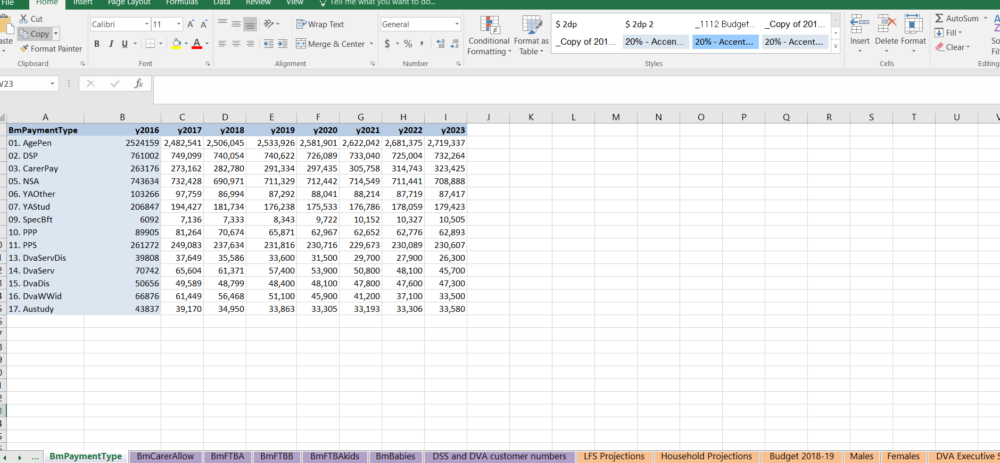 File Home Insert Page Layout Formulas Data Review View Tell me what you want to do...
Cut
Copy
Format Painter
Clipboard
Calibri 11
B I U
Font
Wrap Text
Merge & Center
Alignment
General
$ % ,
Number
Conditional Formatting
Format as Table
$ 2dp $ 2dp 2 _1112 Budget... _Copy of 201...
_Copy of 201... 20% - Accen... 20% - Accent... 20% - Accent...
Styles
Insert Delete Format
Cells
AutoSum
Fill
Clear
Editing
fx
A B C D E F G H I J K L M N O P Q R S T U
BmPaymentType y2016 y2017 y2018 y2019 y2020 y2021 y2022 y2023
01. AgePen 2524159 2,482,541 2,506,045 2,533,926 2,581,901 2,622,042 2,681,375 2,719,337
02. DSP 761002 749,099 740,054 740,622 726,089 733,040 725,004 732,264
03. CarerPay 263176 273,162 282,780 291,334 297,435 305,758 314,743 323,425
05. NSA 743634 732,428 690,971 711,329 712,442 714,549 711,441 708,888
06. YAOther 103266 97,759 86,994 87,292 88,041 88,214 87,719 87,417
07. YAStud 206847 194,427 181,734 176,238 175,533 176,786 178,059 179,423
09. SpecBft 6092 7,136 7,333 8,343 9,722 10,152 10,327 10,505
10. PPP 89905 81,264 70,674 65,871 62,967 62,652 62,776 62,893
11. PPS 261272 249,083 237,634 231,816 230,716 229,673 230,089 230,607
13. DvaServDis 39808 37,649 35,586 33,600 31,500 29,700 27,900 26,300
14. DvaServ 70742 65,604 61,371 57,400 53,900 50,800 48,100 45,700
15. DvaDis 50656 49,589 48,799 48,400 48,100 47,800 47,600 47,300
16. DvaWWid 66876 61,449 56,468 51,100 45,900 41,200 37,100 33,500
17. Austudy 43837 39,170 34,950 33,863 33,305 33,193 33,306 33,580
... BmPaymentType BmCarerAllow BmFTBA BmFTBB BmFTBAkids BmBabies DSS and DVA customer numbers LFS Projections Household Projections Budget 2018-19 Males Females DVA Executive